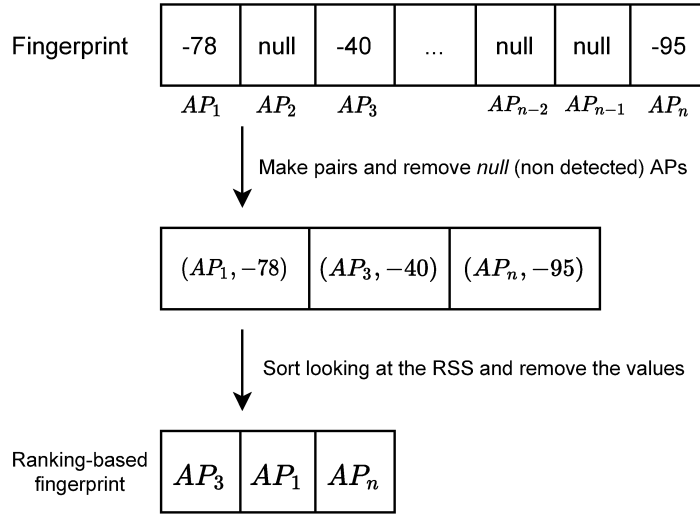 Fingerprint -78 null -40 ... null null -95
AP₁ AP₂ AP₃ APₙ₋₂ APₙ₋₁ APₙ
Make pairs and remove null (non detected) APs
(AP₁, −78) (AP₃, −40) (APₙ, −95)
Sort looking at the RSS and remove the values
Ranking-based
fingerprint
AP₃ AP₁ APₙ